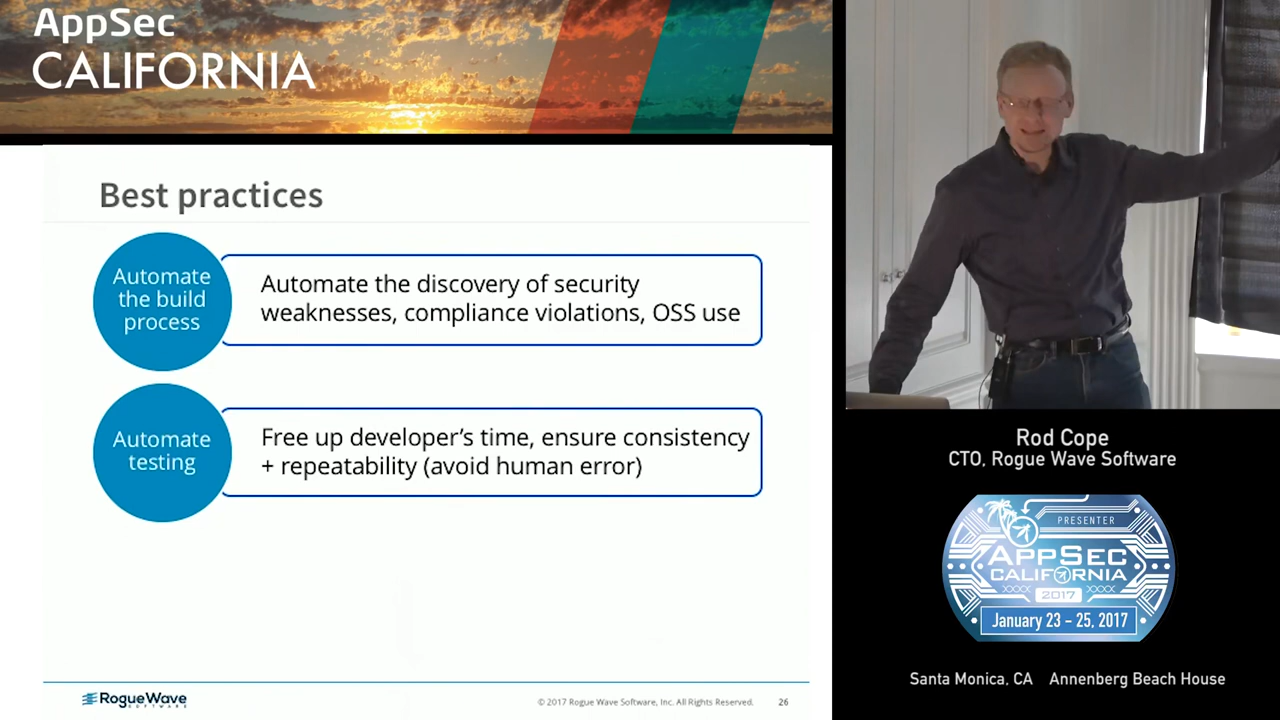 AppSec
CALIFORNIA
Best practices
Automate
the build
process
Automate the discovery of security
weaknesses, compliance violations, OSS use
Automate
testing
Free up developer's time, ensure consistency
+ repeatability (avoid human error)
RogueWave
SOFTWARE
© 2017 Rogue Wave Software, Inc. All Rights Reserved.
26
Rod Cope
CTO, Rogue Wave Software
PRESENTER
APPSEC
CALIFORNIA
2017
January 23 – 25, 2017
Santa Monica, CA Annenberg Beach House